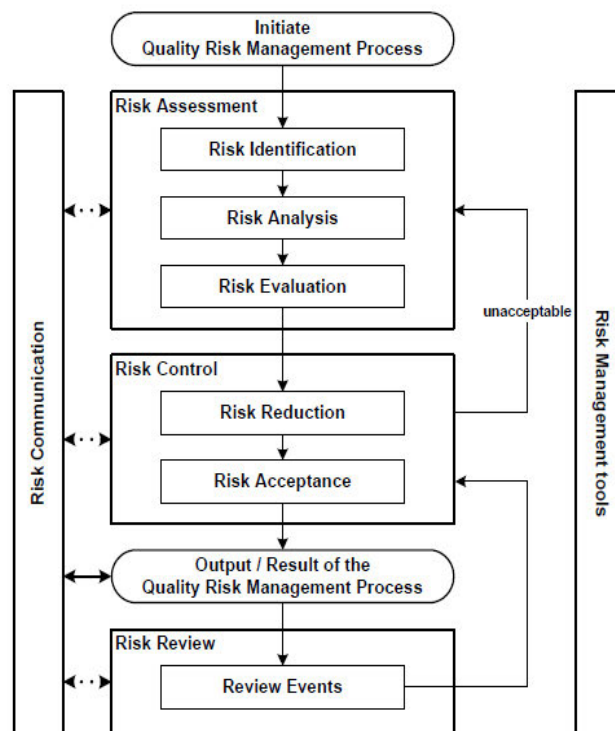 Initiate
Quality Risk Management Process
Risk Assessment
Risk Identification
Risk Analysis
Risk Evaluation
unacceptable
Risk Control
Risk Reduction
Risk Acceptance
Output / Result of the
Quality Risk Management Process
Risk Review
Review Events
Risk Communication
Risk Management tools